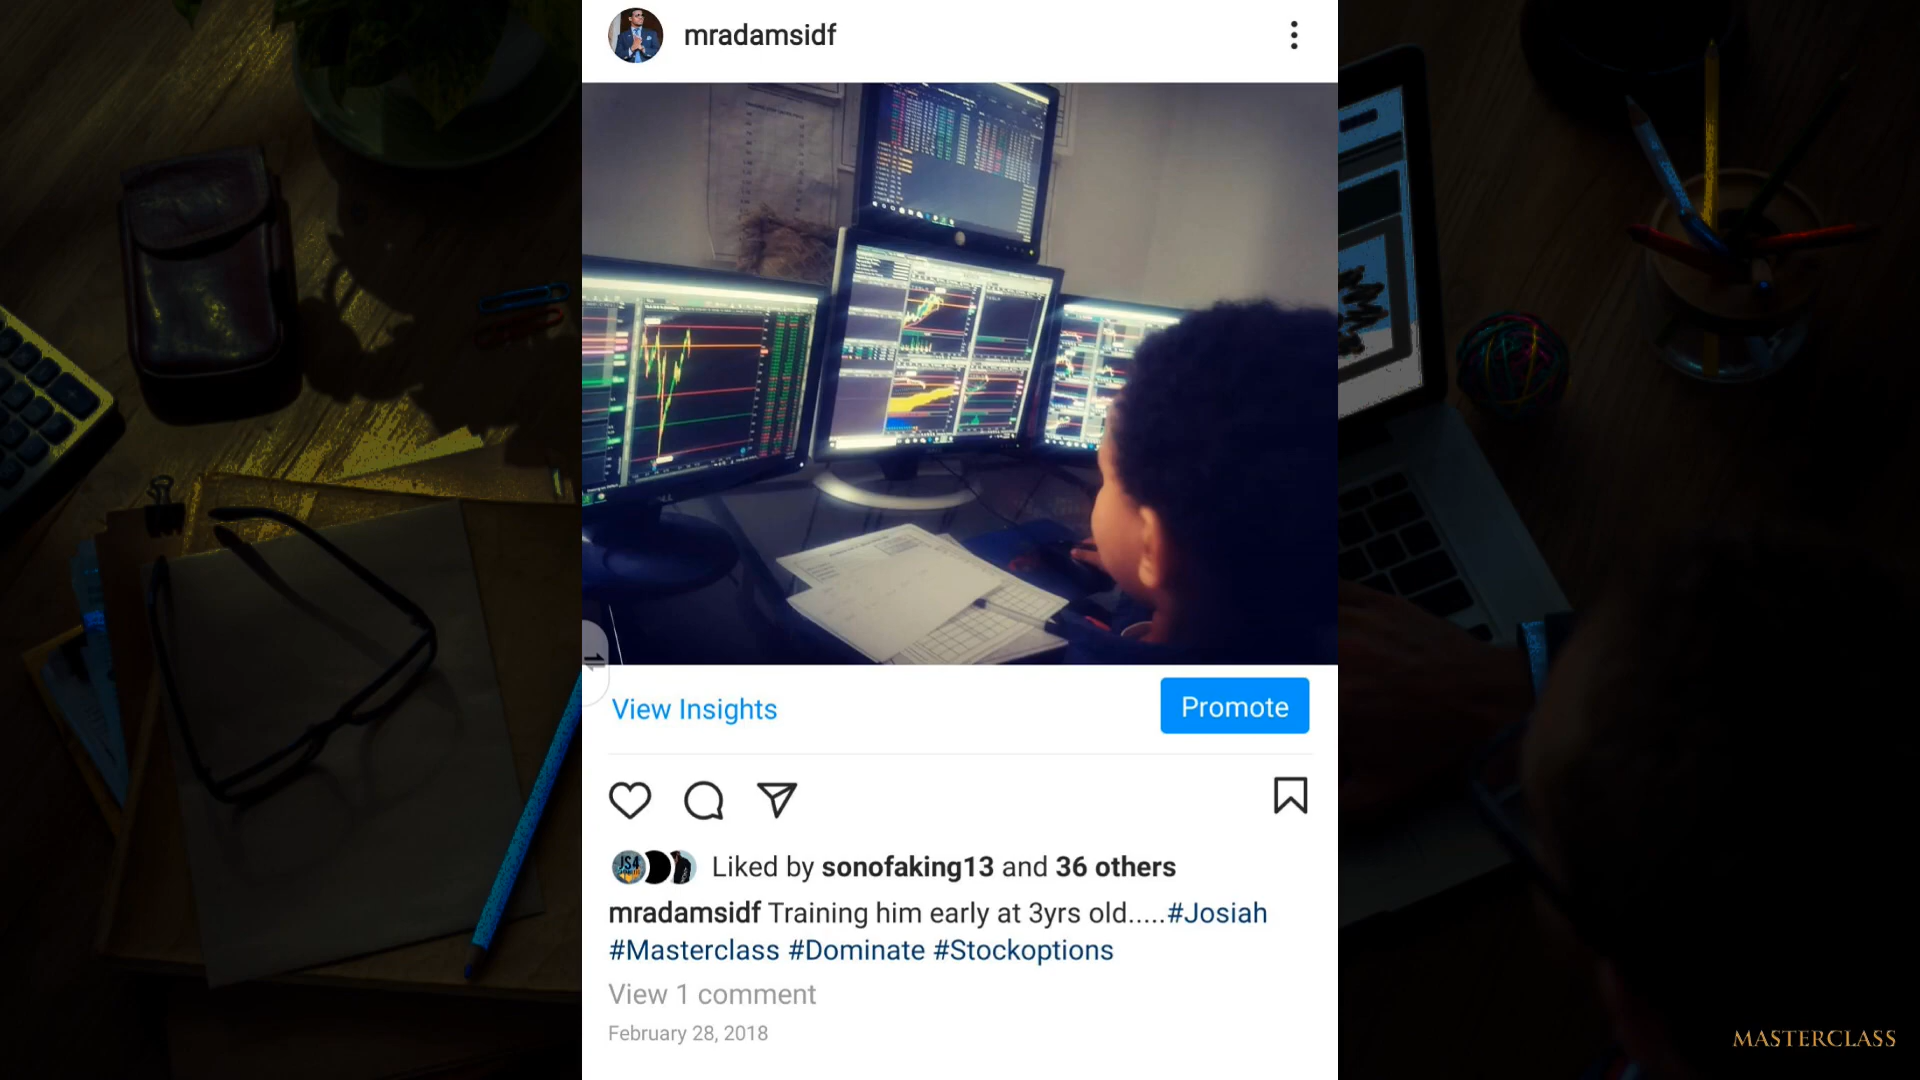 mradamsidf
View Insights
Promote
JS4
Liked by sonofaking13 and 36 others
mradamsidf Training him early at 3yrs old.....#Josiah
#Masterclass #Dominate #Stockoptions
View 1 comment
February 28, 2018
MASTERCLASS